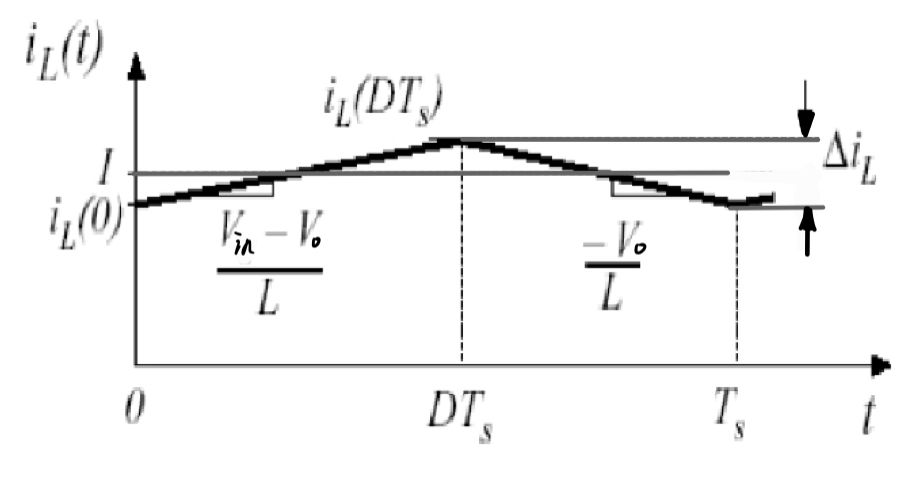 i_L(t)
i_L(DT_s)
I
Δi_L
i_L(0)
V_in − V_o
L
− V_o
L
0
DT_s
T_s
t